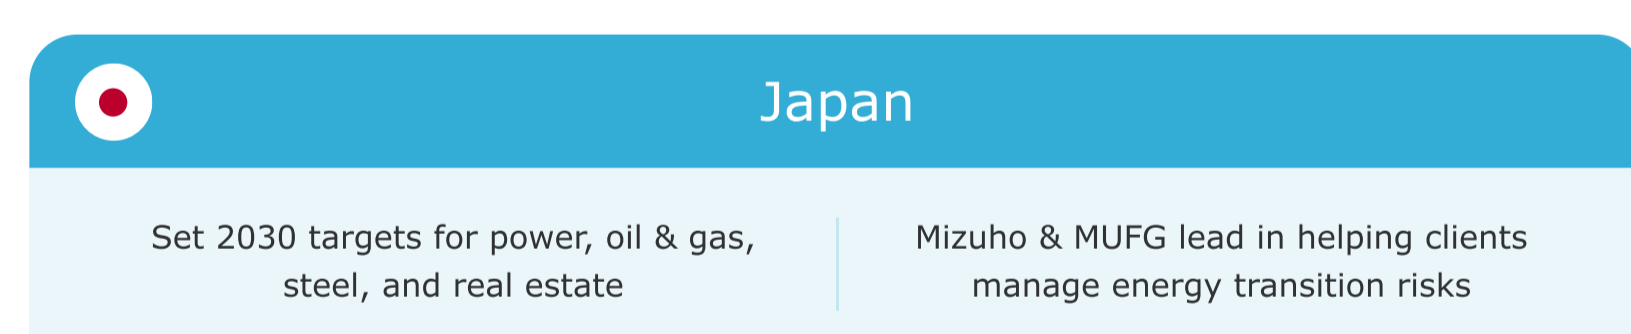 Japan
Set 2030 targets for power, oil & gas,
steel, and real estate
Mizuho & MUFG lead in helping clients
manage energy transition risks